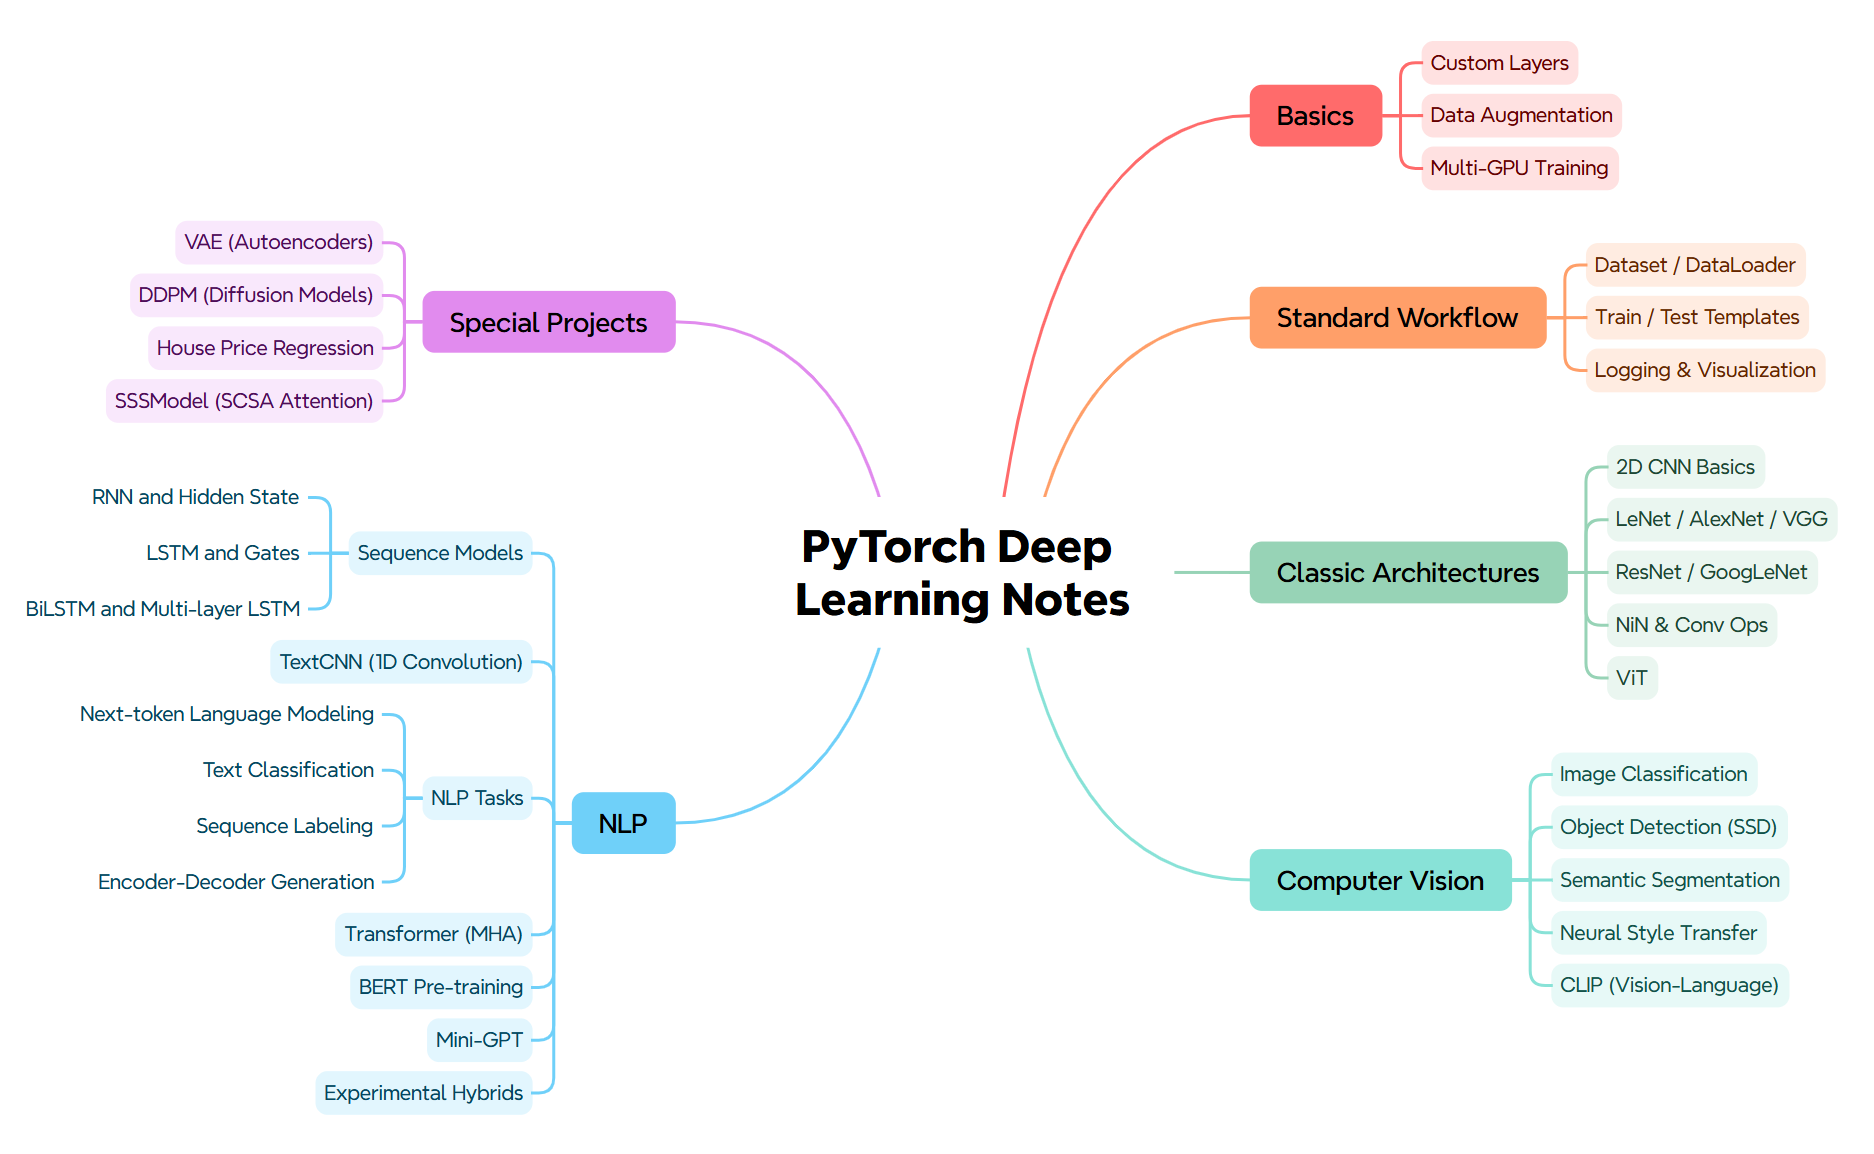 PyTorch Deep
Learning Notes
Basics
Custom Layers
Data Augmentation
Multi-GPU Training
Standard Workflow
Dataset / DataLoader
Train / Test Templates
Logging & Visualization
Classic Architectures
2D CNN Basics
LeNet / AlexNet / VGG
ResNet / GoogLeNet
NiN & Conv Ops
ViT
Computer Vision
Image Classification
Object Detection (SSD)
Semantic Segmentation
Neural Style Transfer
CLIP (Vision-Language)
Special Projects
VAE (Autoencoders)
DDPM (Diffusion Models)
House Price Regression
SSSModel (SCSA Attention)
NLP
Sequence Models
RNN and Hidden State
LSTM and Gates
BiLSTM and Multi-layer LSTM
TextCNN (1D Convolution)
NLP Tasks
Next-token Language Modeling
Text Classification
Sequence Labeling
Encoder-Decoder Generation
Transformer (MHA)
BERT Pre-training
Mini-GPT
Experimental Hybrids